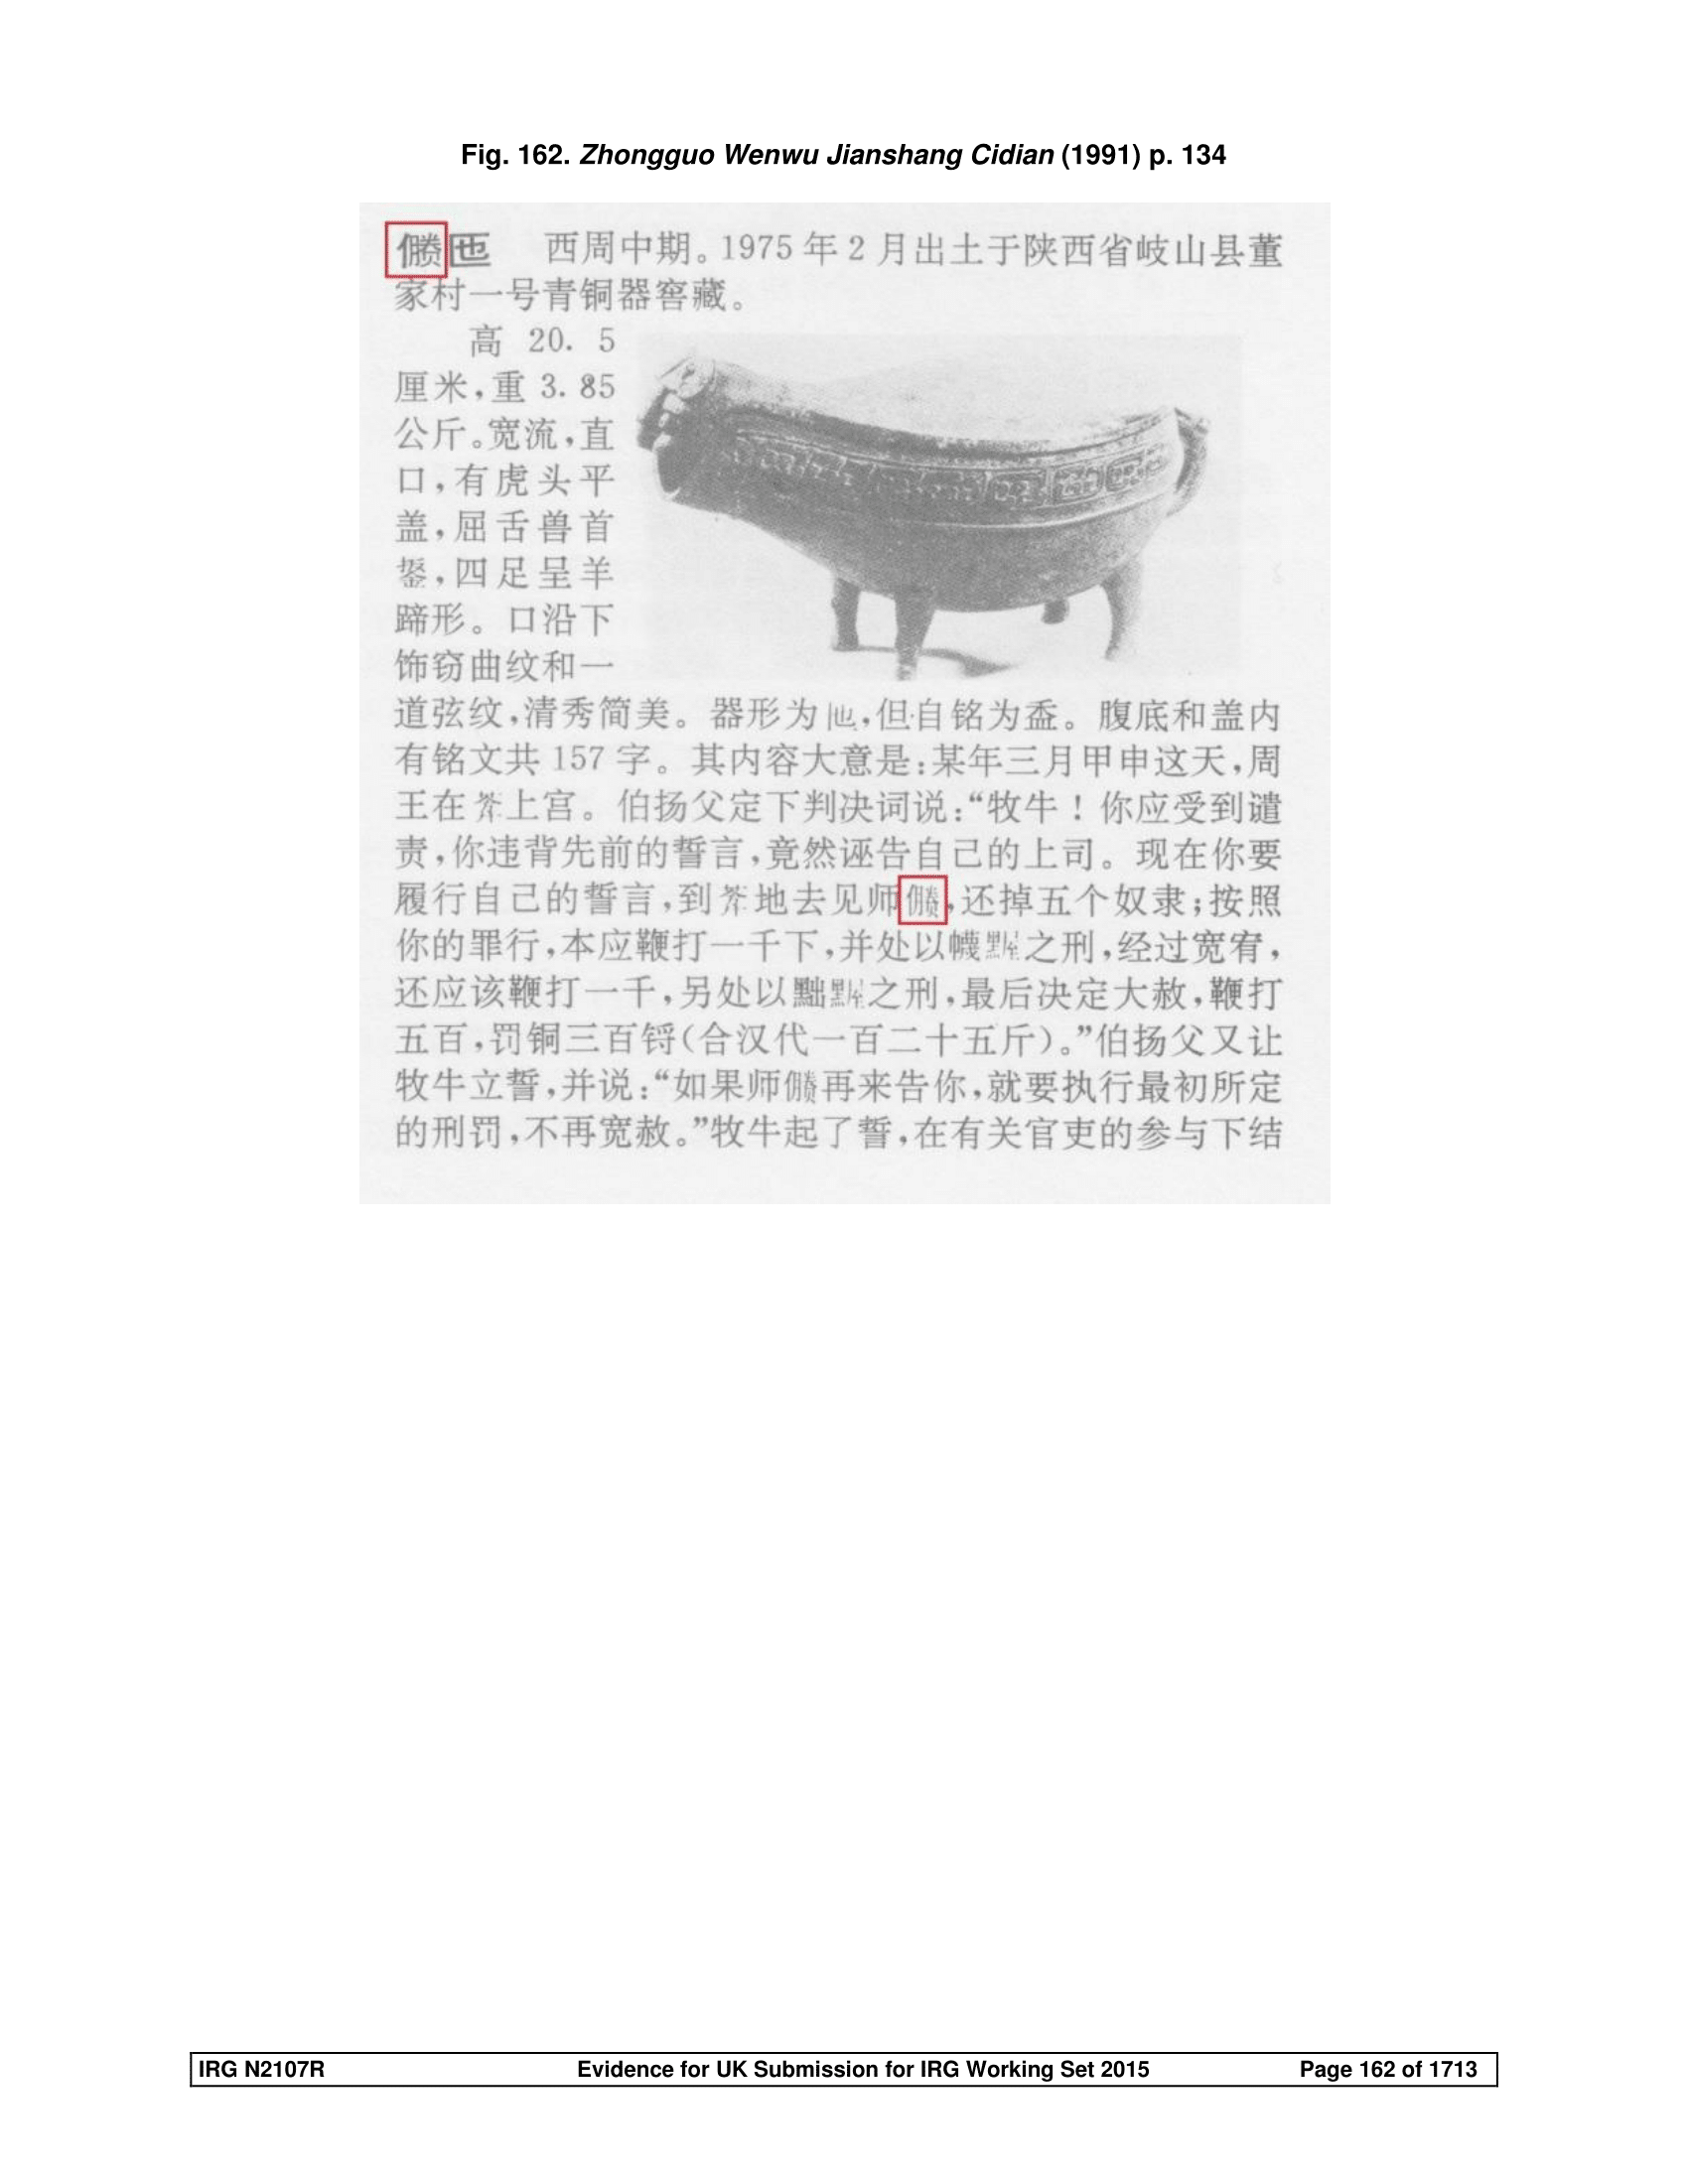 Fig. 162. Zhongguo Wenwu Jianshang Cidian (1991) p. 134
匜 西周中期。1975年2月出土于陕西省岐山县董
家村一号青铜器窖藏。
高 20. 5
厘米,重 3. 85
公斤。宽流,直
口,有虎头平
盖,屈舌兽首
鋬,四足呈羊
蹄形。口沿下
饰窃曲纹和一
道弦纹,清秀简美。器形为,但自铭为盉。腹底和盖内
有铭文共 157 字。其内容大意是:某年三月甲申这天,周
王在上宫。伯扬父定下判决词说:“牧牛!你应受到谴
责,你违背先前的誓言,竟然诬告自己的上司。现在你要
履行自己的誓言,到地去见师,还掉五个奴隶;按照
你的罪行,本应鞭打一千下,并处以之刑,经过宽宥,
还应该鞭打一千,另处以黜之刑,最后决定大赦,鞭打
五百,罚铜三百锊(合汉代一百二十五斤)。”伯扬父又让
牧牛立誓,并说:“如果师再来告你,就要执行最初所定
的刑罚,不再宽赦。”牧牛起了誓,在有关官吏的参与下结
IRG N2107R Evidence for UK Submission for IRG Working Set 2015 Page 162 of 1713